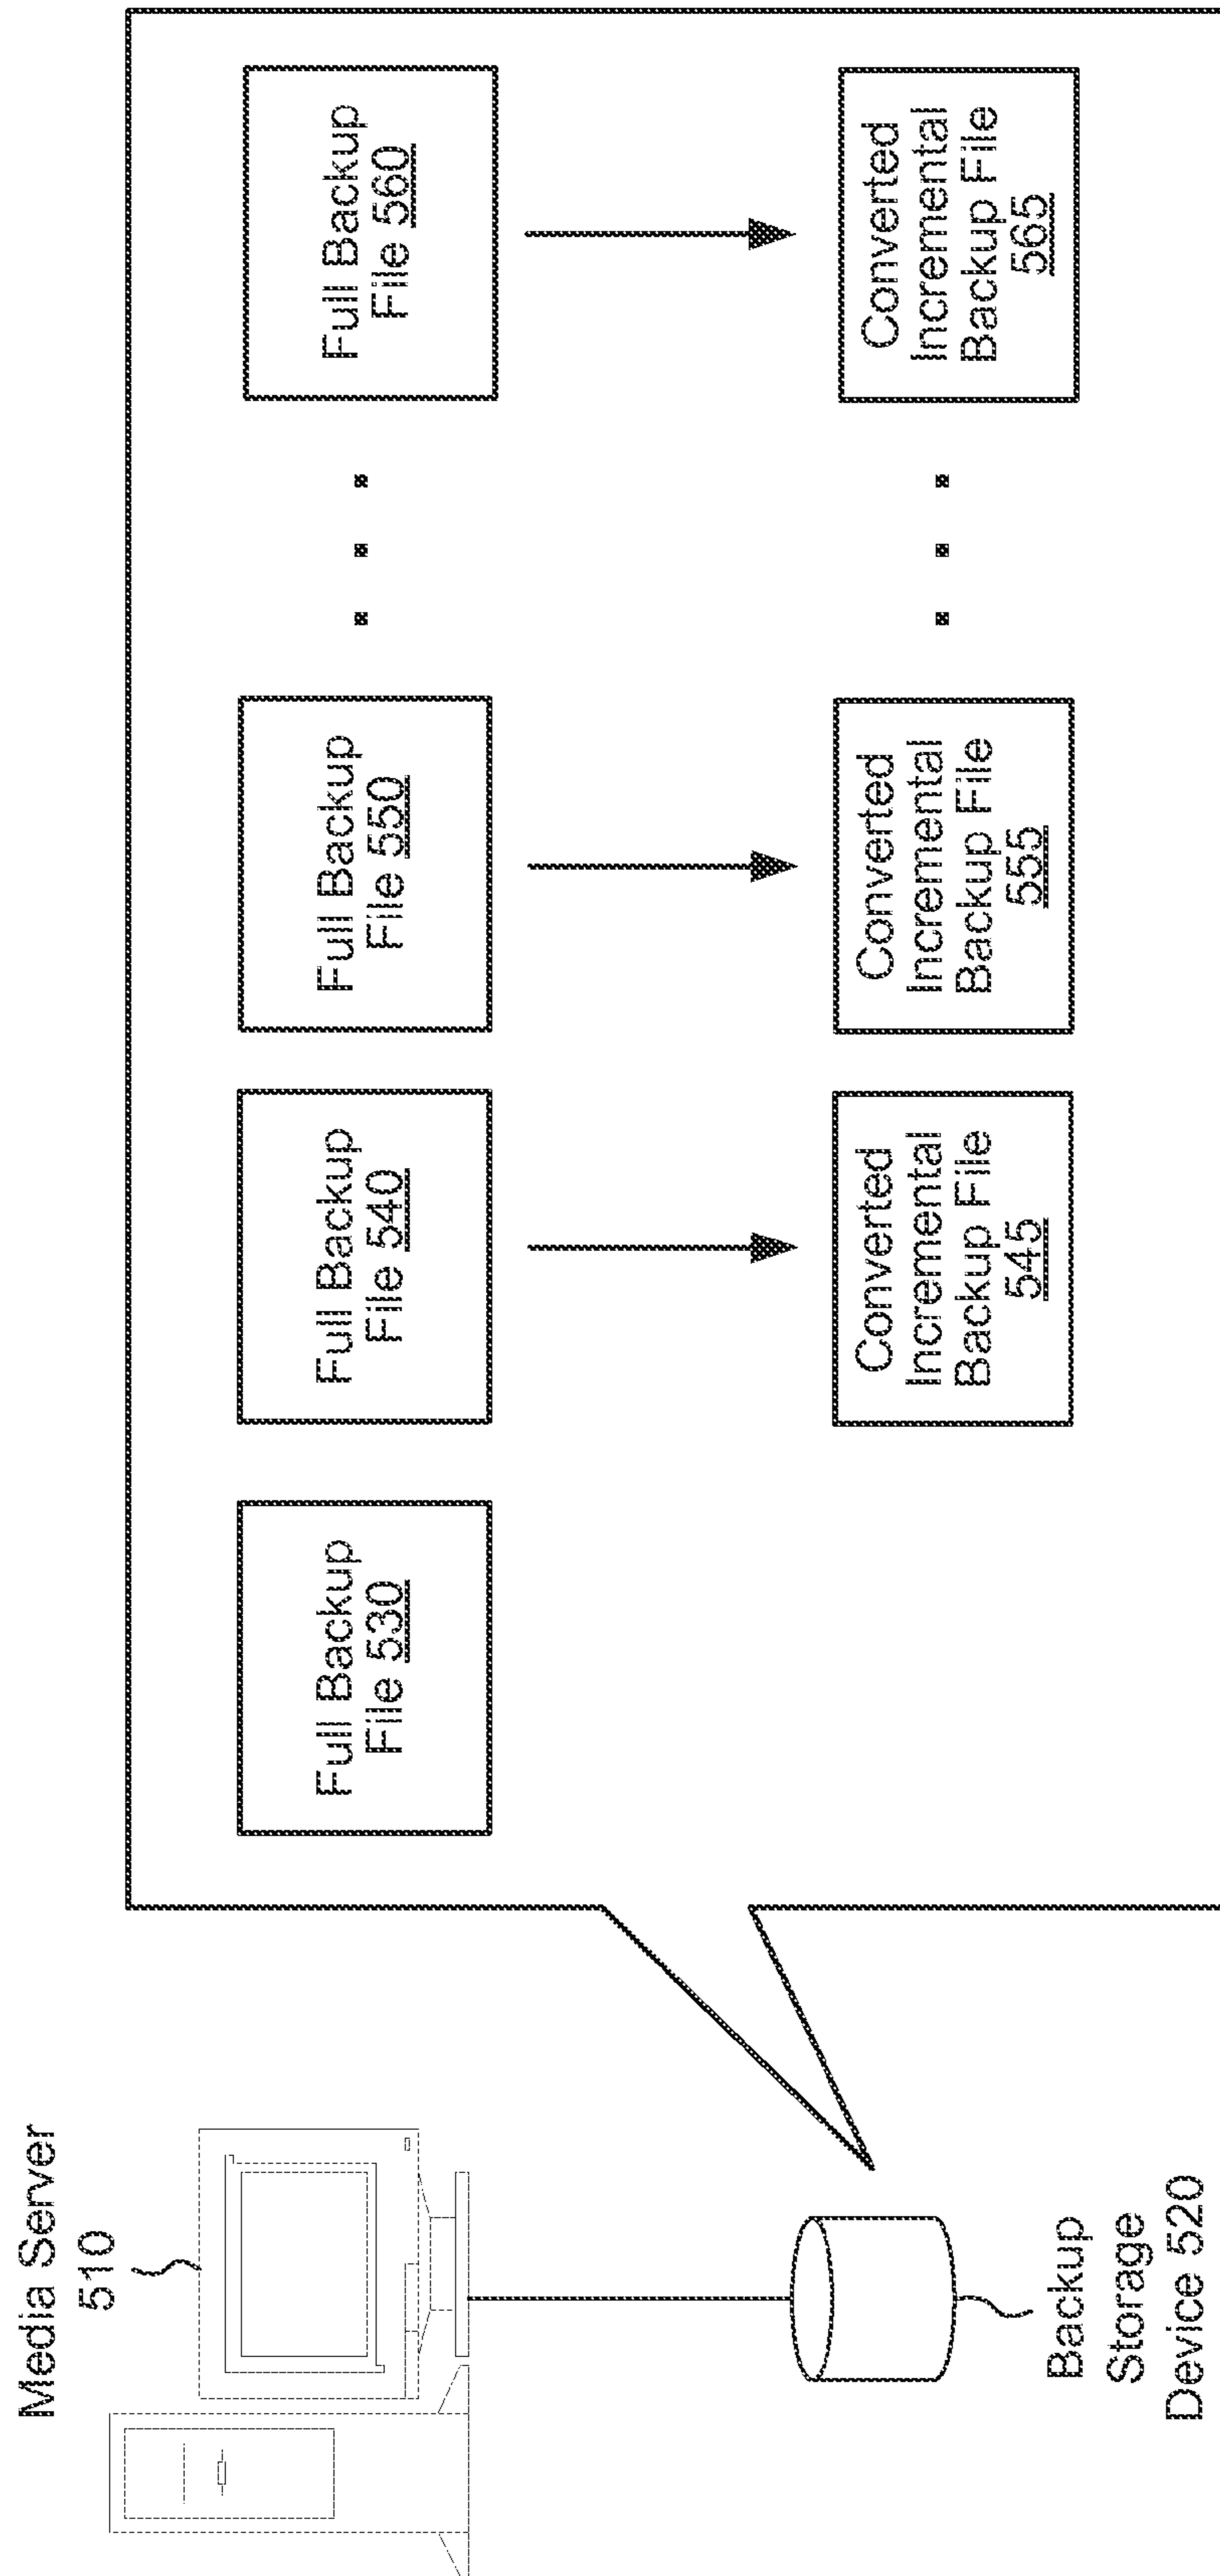 Media Server
510
Backup
Storage
Device 520
Full Backup
File 530
Full Backup
File 540
Full Backup
File 550
Full Backup
File 560
Converted
Incremental
Backup File
545
Converted
Incremental
Backup File
555
Converted
Incremental
Backup File
565